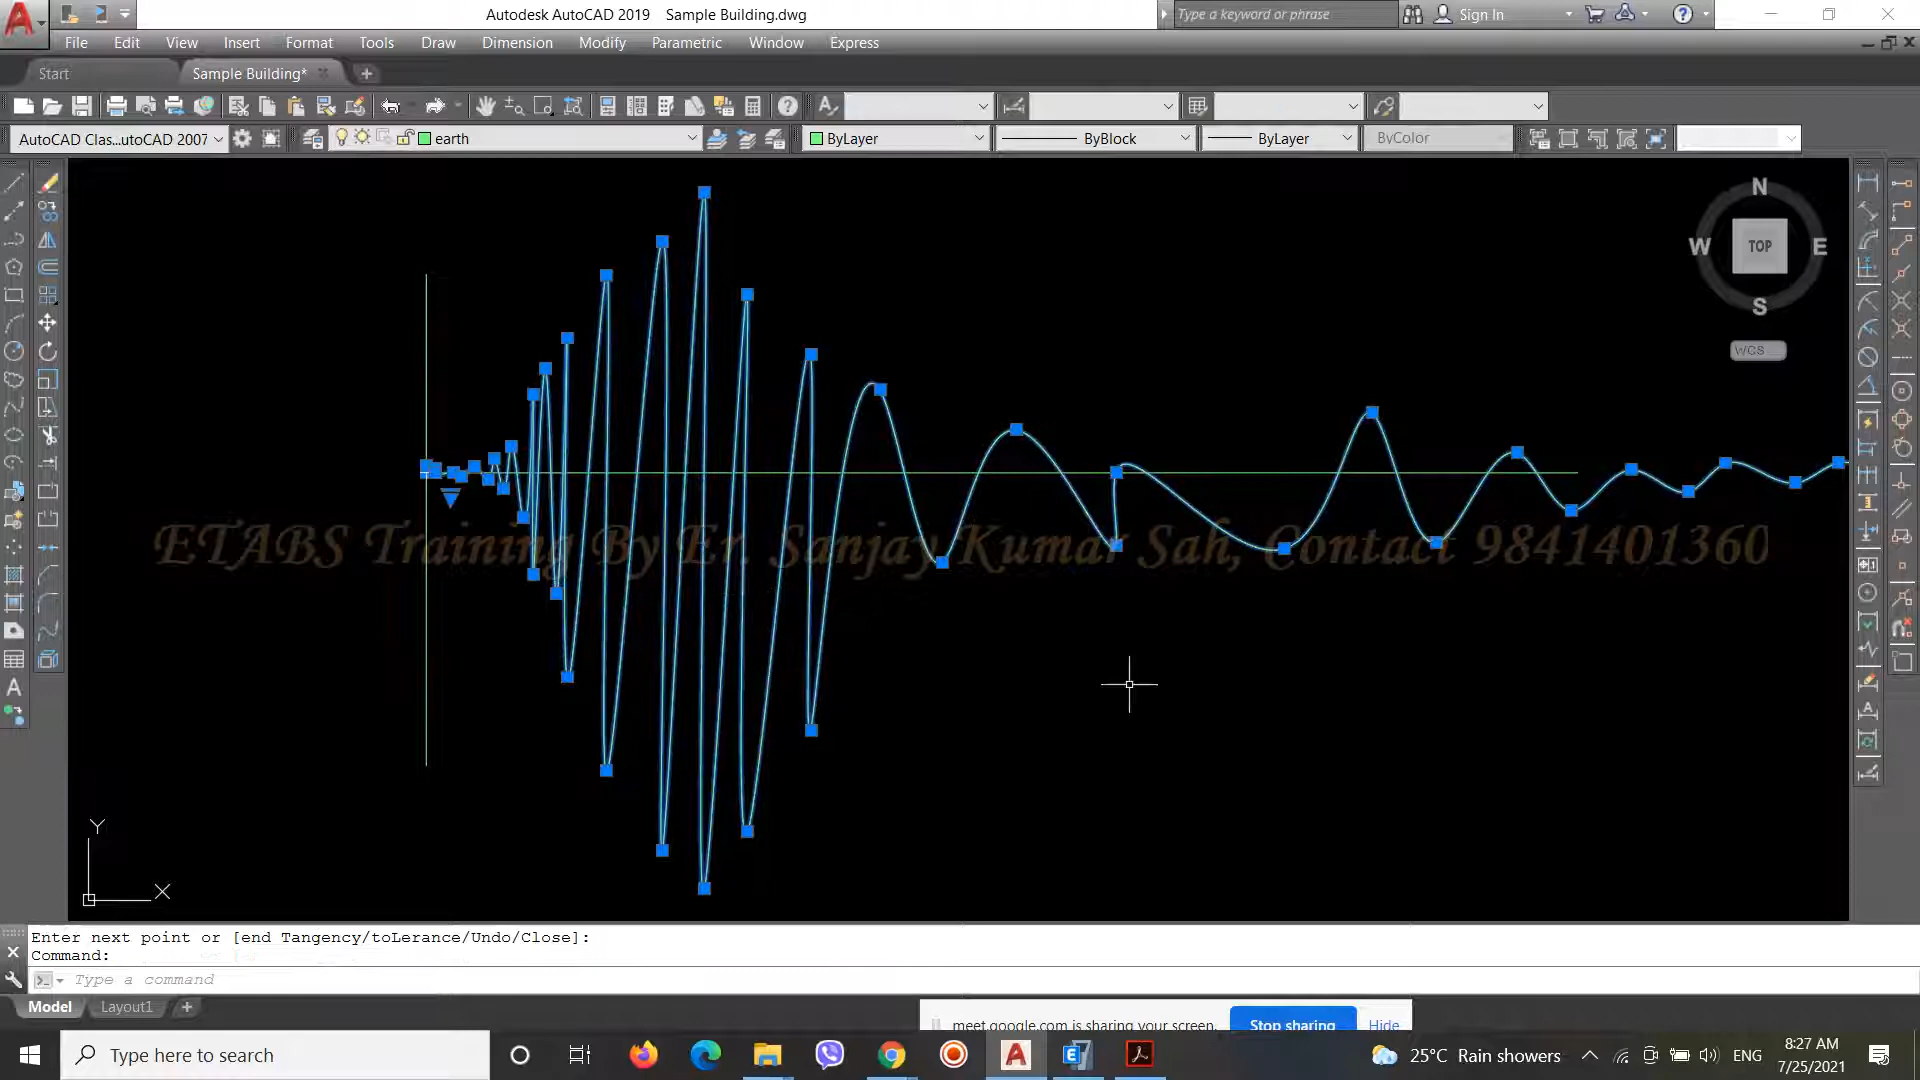 Autodesk AutoCAD 2019 Sample Building.dwg
Type a keyword or phrase
Sign In
File Edit View Insert Format Tools Draw Dimension Modify Parametric Window Express
Start Sample Building*
AutoCAD Clas...utoCAD 2007 earth ByLayer ByBlock ByLayer ByColor
N
W TOP E
S
WCS
ETABS Training By Er. Sanjay Kumar Sah, Contact 9841401360
Y
X
Enter next point or [end Tangency/toLerance/Undo/Close]:
Command:
Type a command
Model Layout1
meet.google.com is sharing your screen. Stop sharing Hide
Type here to search
25°C Rain showers ENG 8:27 AM
7/25/2021